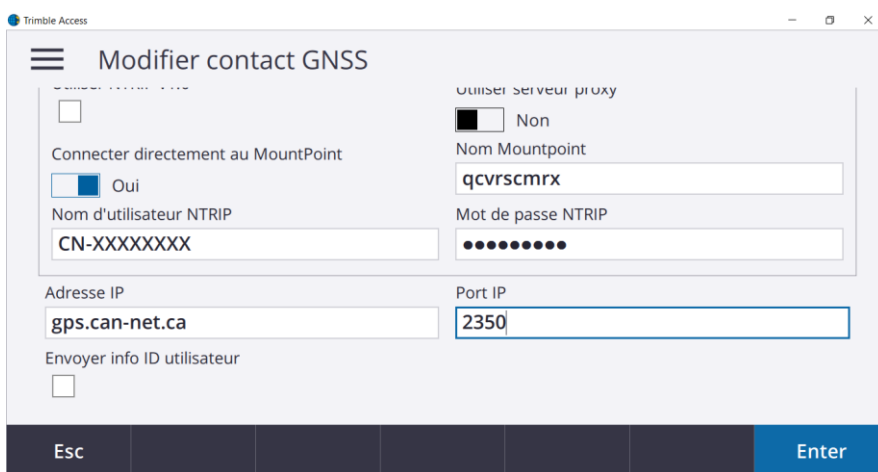 Trimble Access
Modifier contact GNSS
Utiliser serveur proxy
Non
Connecter directement au MountPoint
Oui
Nom Mountpoint
qcvrscmrx
Nom d'utilisateur NTRIP
CN-XXXXXXXX
Mot de passe NTRIP
●●●●●●●●●
Adresse IP
gps.can-net.ca
Port IP
2350
Envoyer info ID utilisateur
Esc
Enter